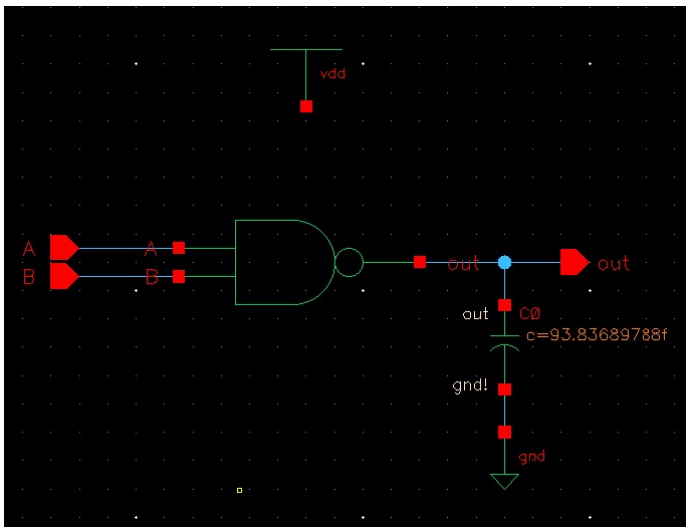 vdd
A A
B B
out out
out C0
c=93.83689788f
gnd!
gnd